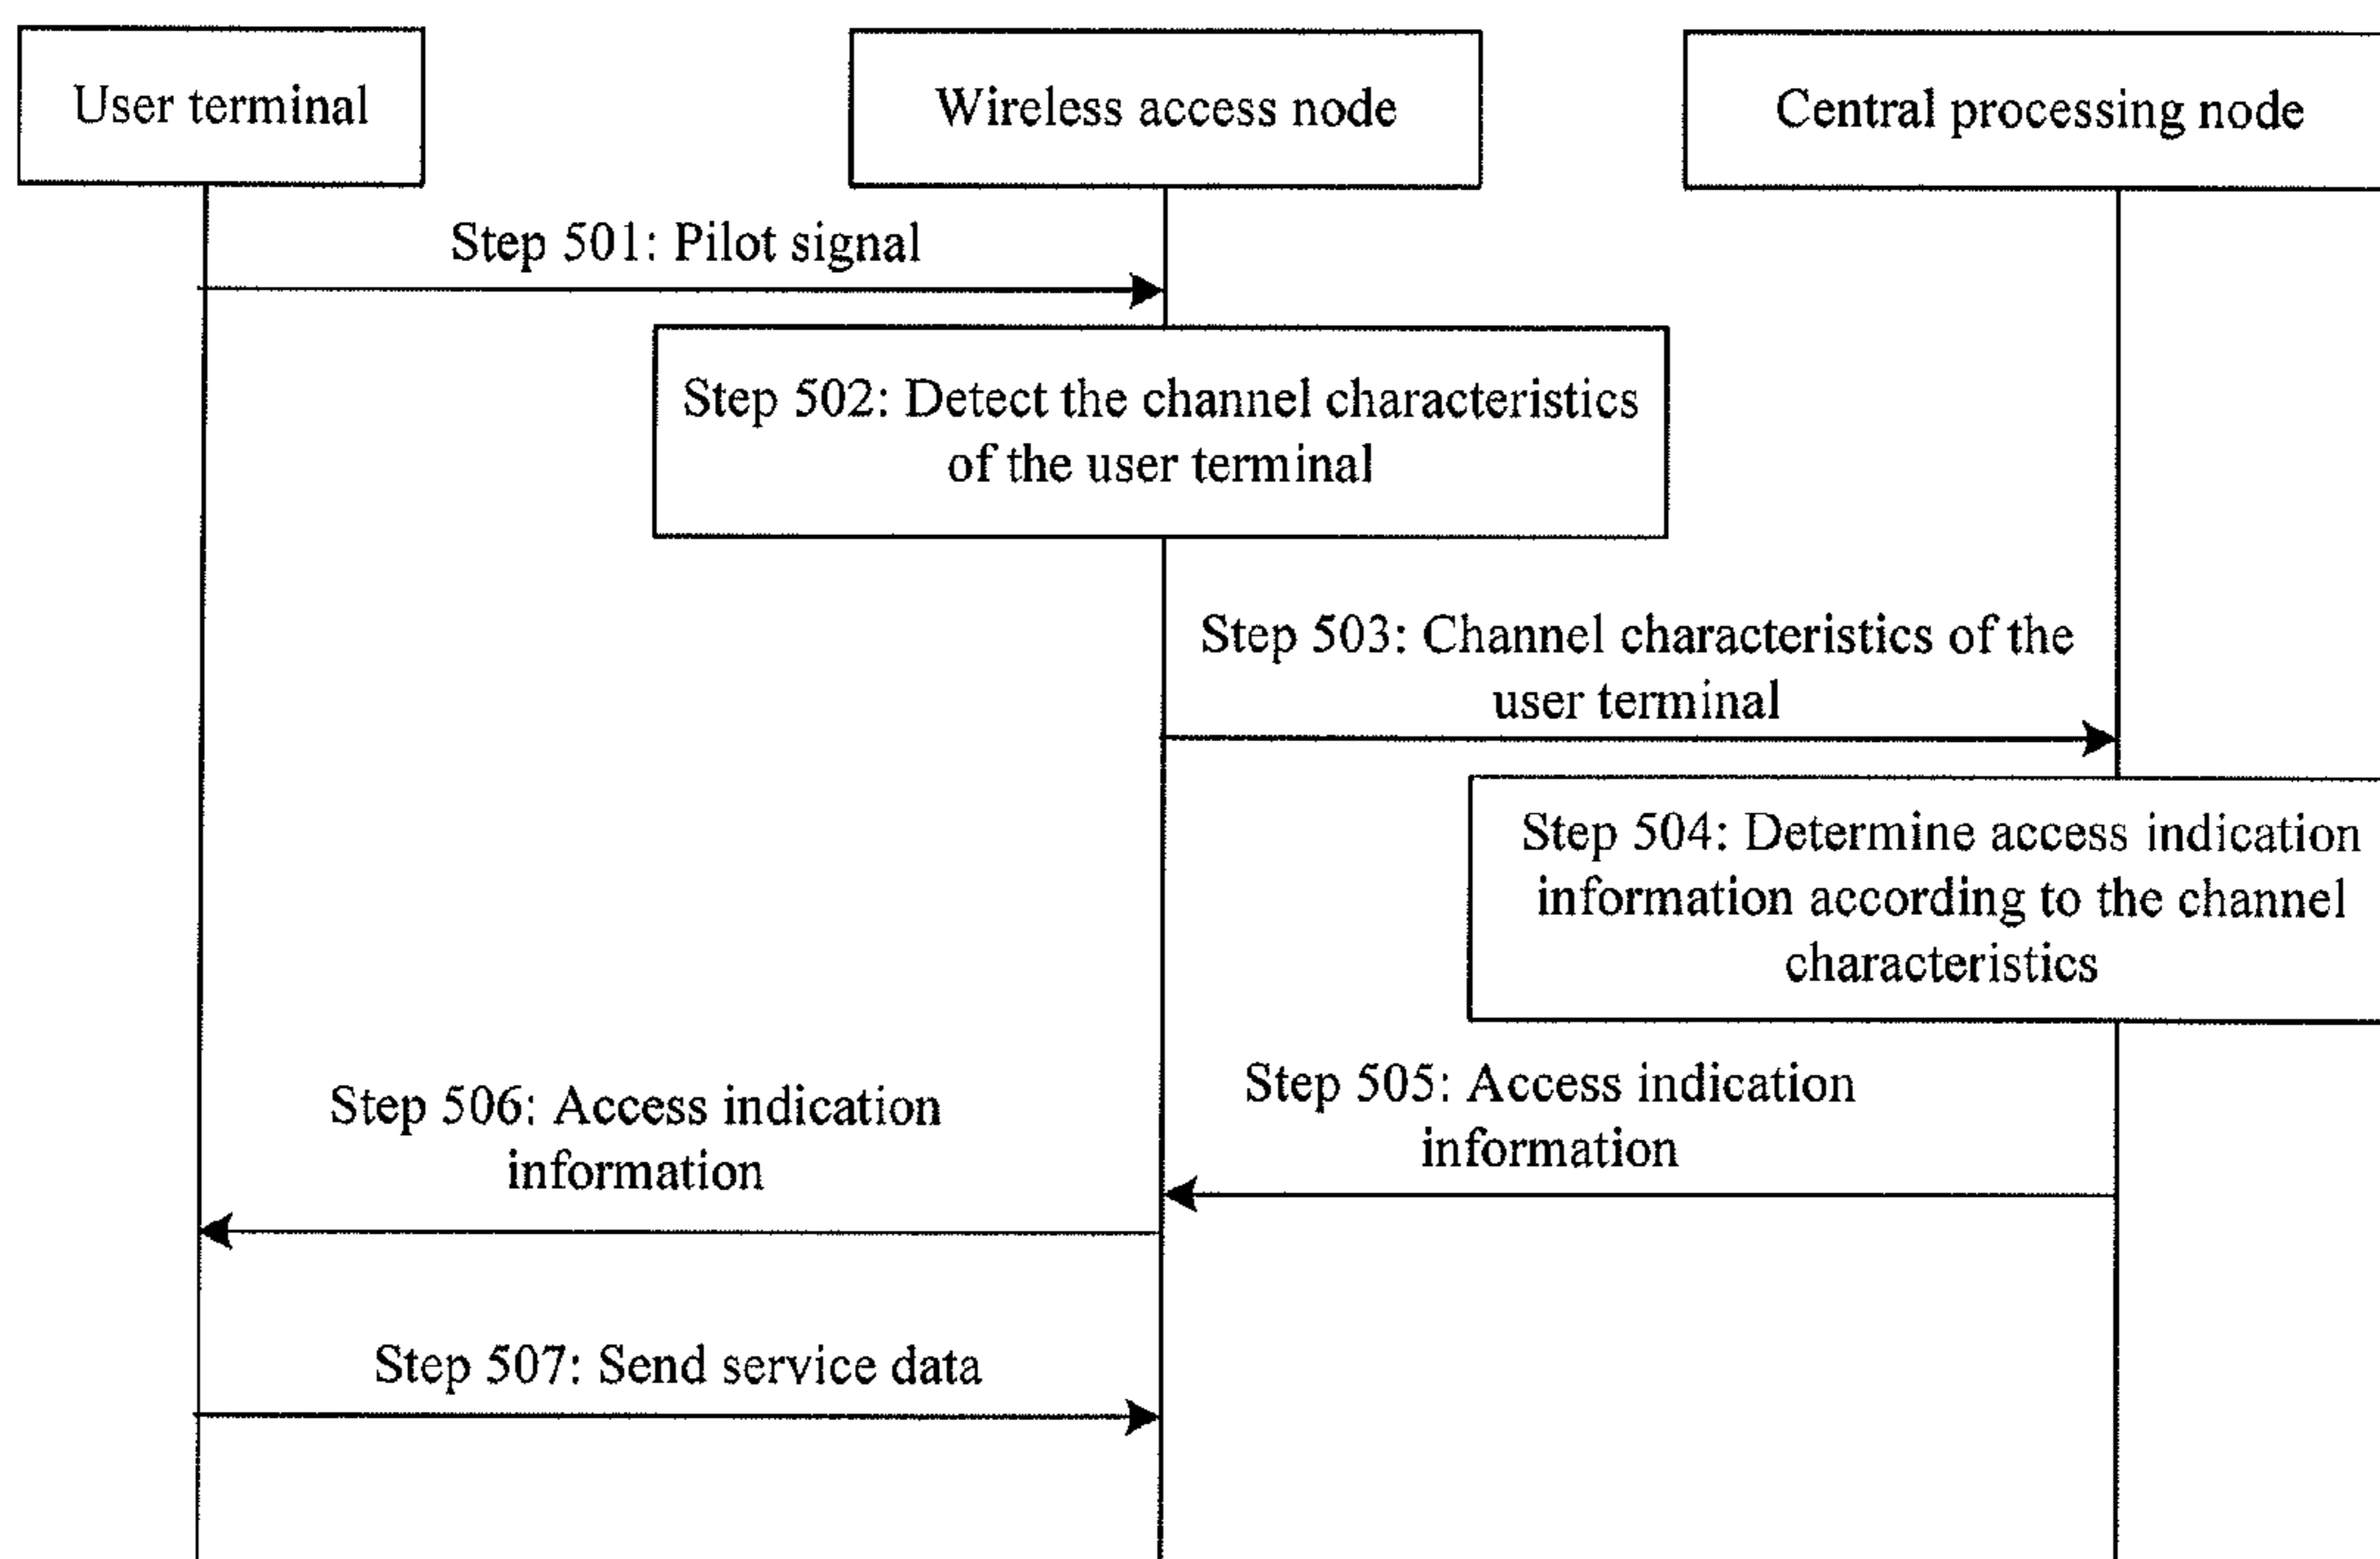 User terminal
Wireless access node
Central processing node
Step 501: Pilot signal
Step 502: Detect the channel characteristics
of the user terminal
Step 503: Channel characteristics of the
user terminal
Step 504: Determine access indication
information according to the channel
characteristics
Step 505: Access indication
information
Step 506: Access indication
information
Step 507: Send service data